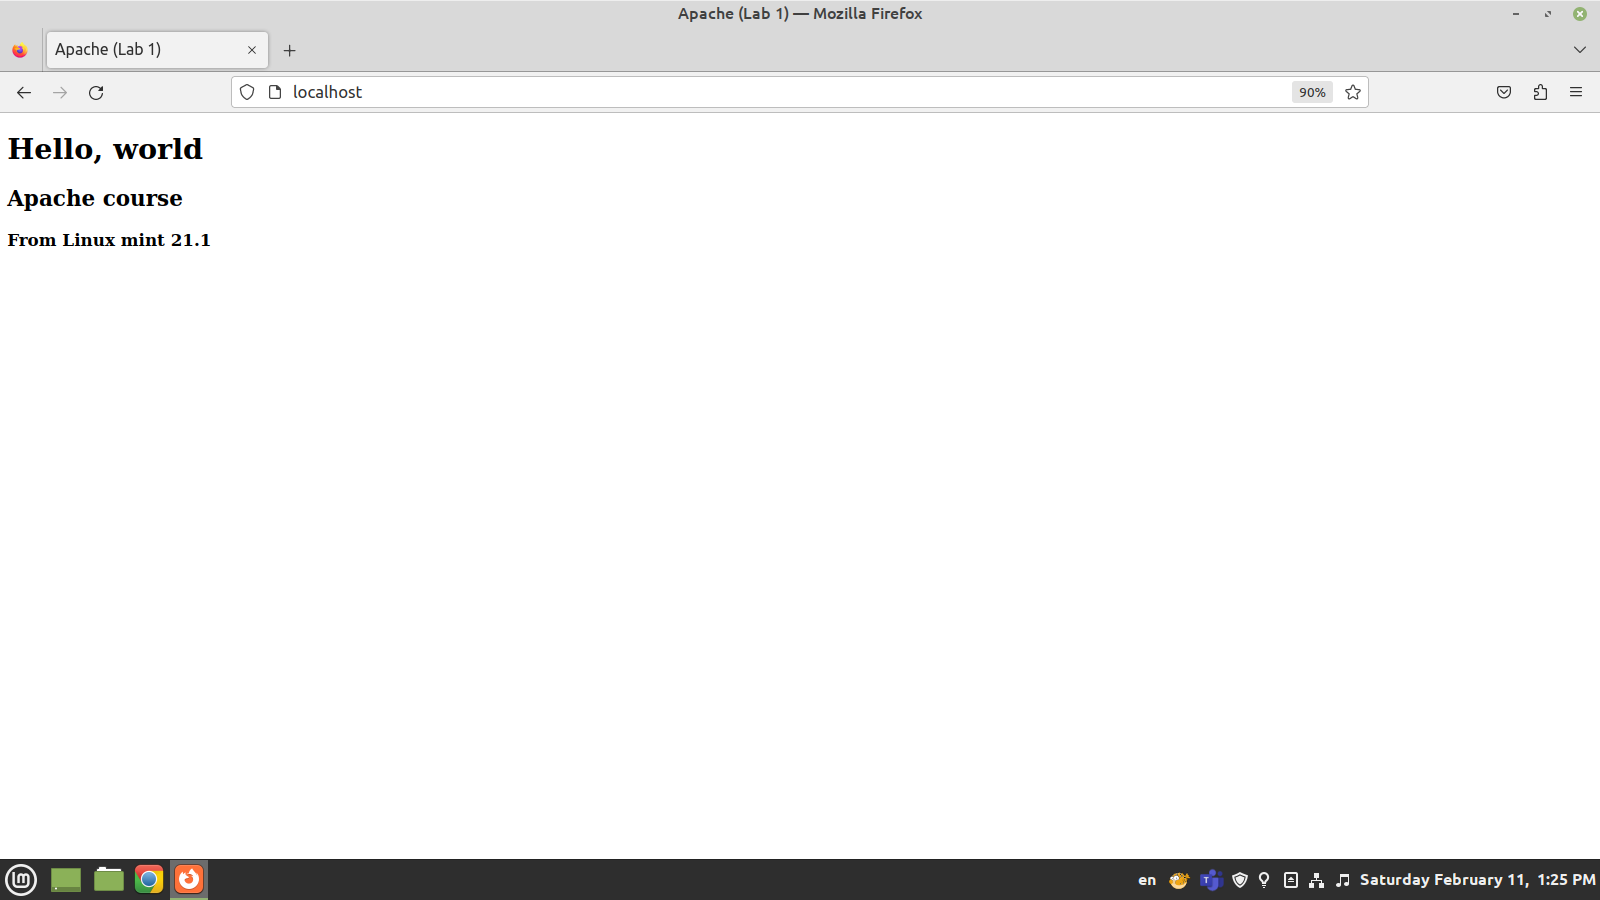 Apache (Lab 1) — Mozilla Firefox
Apache (Lab 1)
localhost
90%
Hello, world
Apache course
From Linux mint 21.1
en
T
Saturday February 11, 1:25 PM